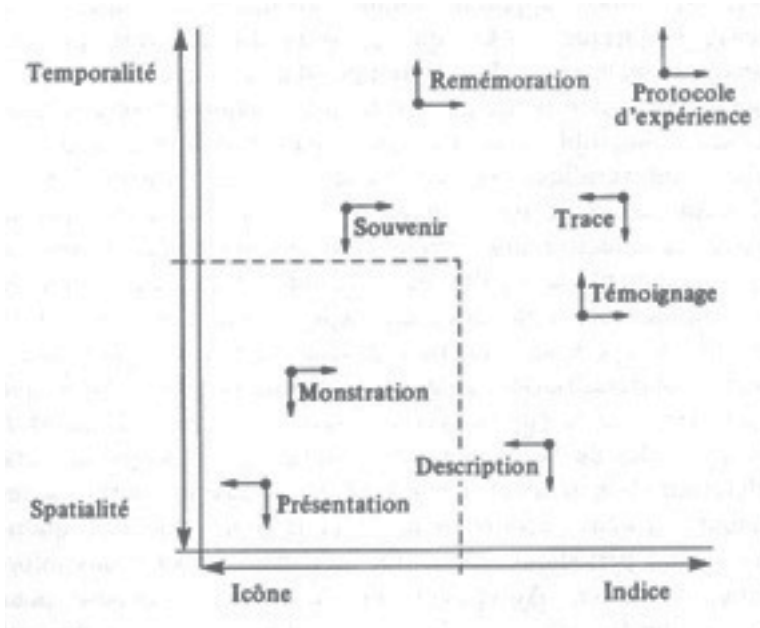 Temporalité
Remémoration
Protocole
d'expérience
Souvenir
Trace
Témoignage
Monstration
Description
Spatialité
Présentation
Icône
Indice